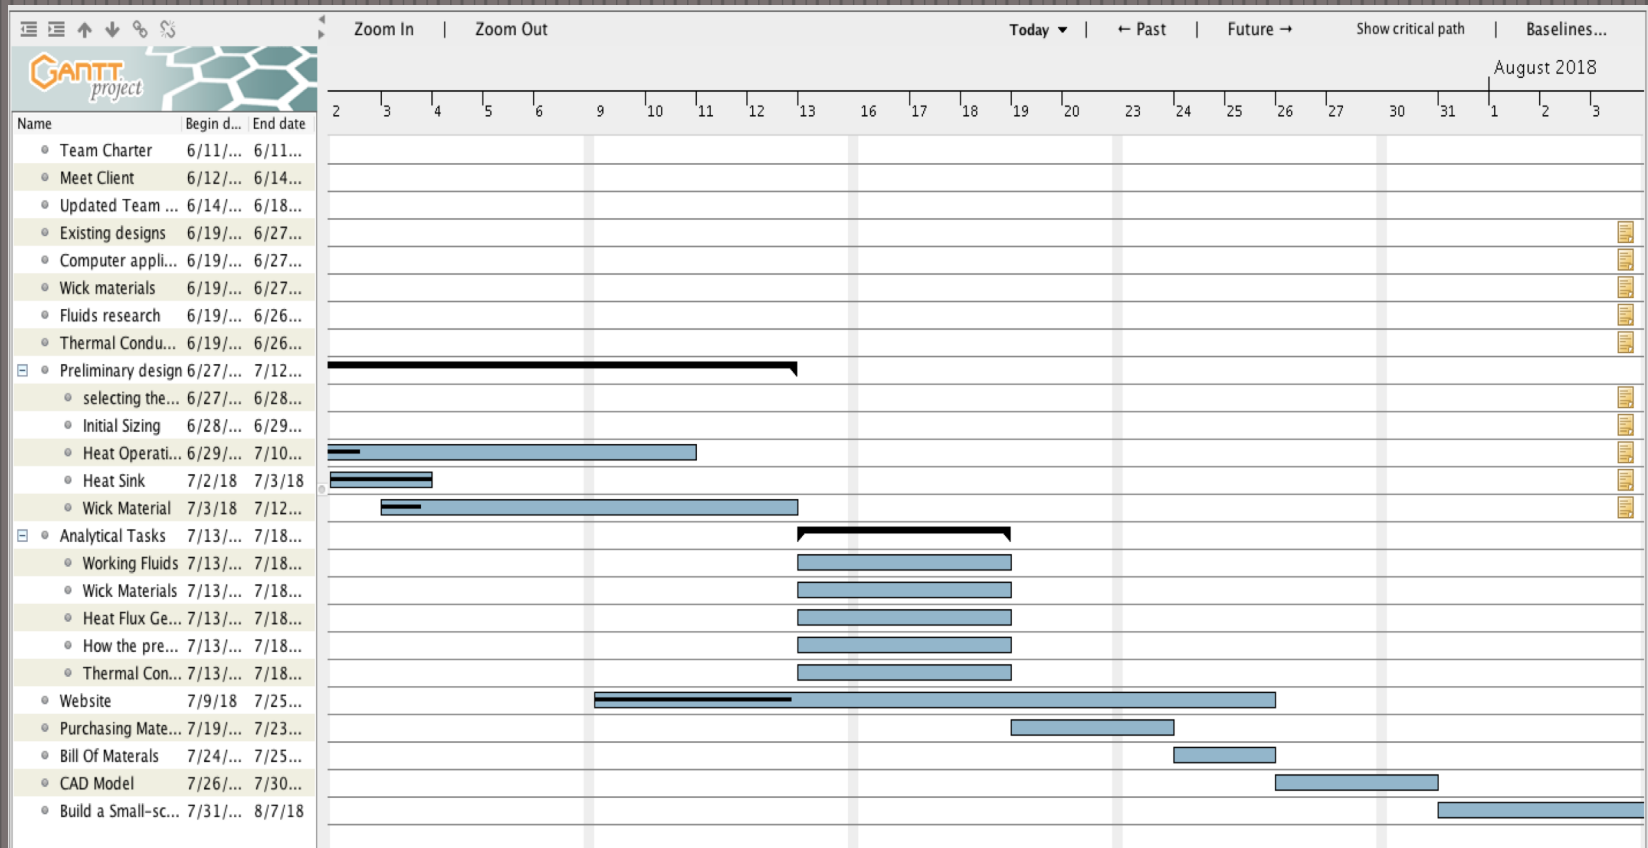 Zoom In | Zoom Out Today ▼ | ← Past | Future → Show critical path | Baselines...
GANTT project
August 2018
2 3 4 5 6 9 10 11 12 13 16 17 18 19 20 23 24 25 26 27 30 31 1 2 3
Name Begin d... End date
Team Charter 6/11/... 6/11...
Meet Client 6/12/... 6/14...
Updated Team ... 6/14/... 6/18...
Existing designs 6/19/... 6/27...
Computer appli... 6/19/... 6/27...
Wick materials 6/19/... 6/27...
Fluids research 6/19/... 6/26...
Thermal Condu... 6/19/... 6/26...
Preliminary design 6/27/... 7/12...
selecting the... 6/27/... 6/28...
Initial Sizing 6/28/... 6/29...
Heat Operati... 6/29/... 7/10...
Heat Sink 7/2/18 7/3/18
Wick Material 7/3/18 7/12...
Analytical Tasks 7/13/... 7/18...
Working Fluids 7/13/... 7/18...
Wick Materials 7/13/... 7/18...
Heat Flux Ge... 7/13/... 7/18...
How the pre... 7/13/... 7/18...
Thermal Con... 7/13/... 7/18...
Website 7/9/18 7/25...
Purchasing Mate... 7/19/... 7/23...
Bill Of Materals 7/24/... 7/25...
CAD Model 7/26/... 7/30...
Build a Small-sc... 7/31/... 8/7/18